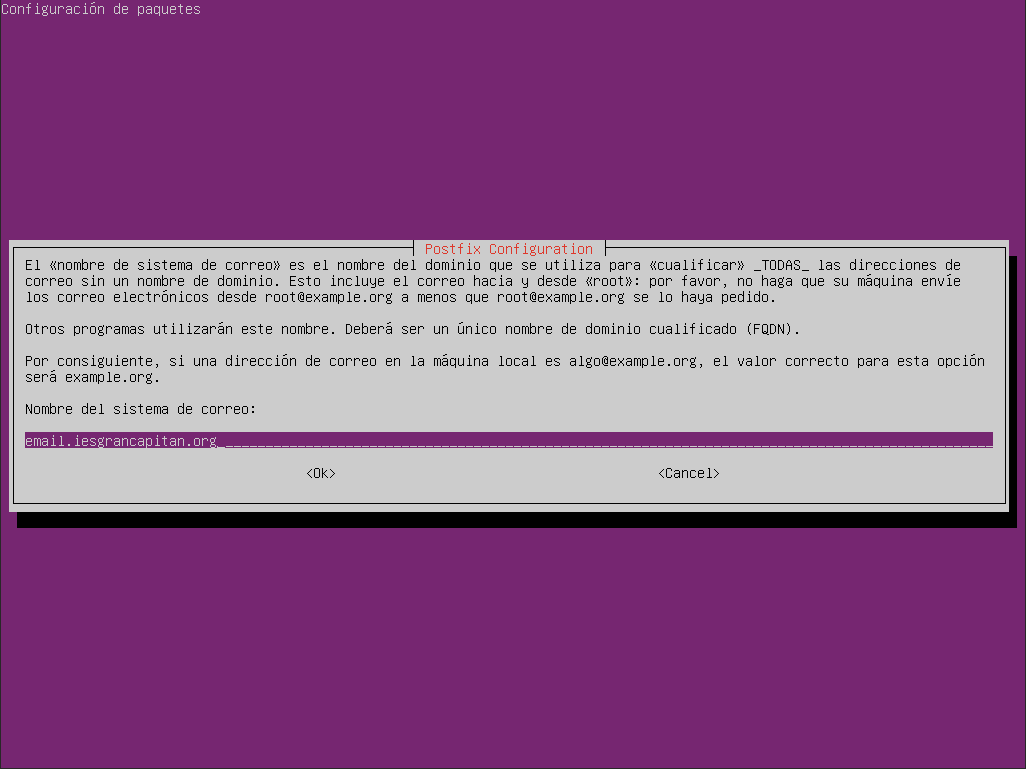 Configuración de paquetes
Postfix Configuration
El «nombre de sistema de correo» es el nombre del dominio que se utiliza para «cualificar» _TODAS_ las direcciones de
correo sin un nombre de dominio. Esto incluye el correo hacia y desde «root»: por favor, no haga que su máquina envíe
los correo electrónicos desde root@example.org a menos que root@example.org se lo haya pedido.
Otros programas utilizarán este nombre. Deberá ser un único nombre de dominio cualificado (FQDN).
Por consiguiente, si una dirección de correo en la máquina local es algo@example.org, el valor correcto para esta opción
será example.org.
Nombre del sistema de correo:
email.iesgrancapitan.org
<Ok> <Cancel>